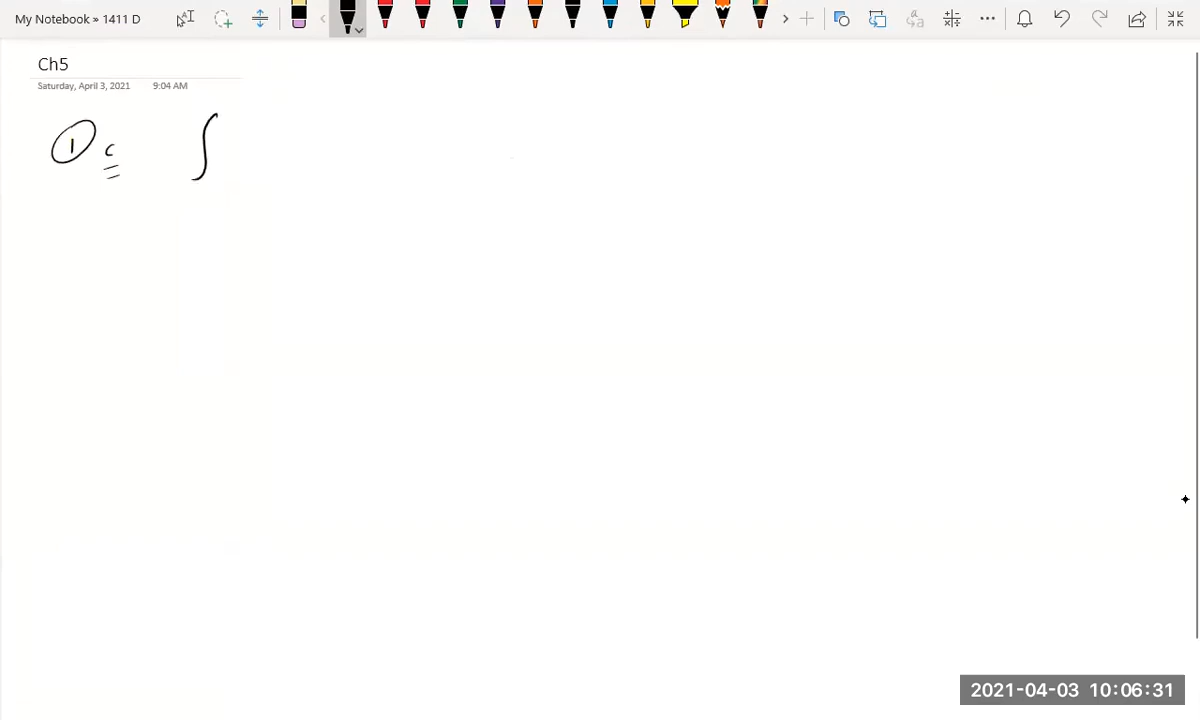 My Notebook » 1411 D
Ch5
Saturday, April 3, 2021 9:04 AM
① c ∫
2021-04-03 10:06:31